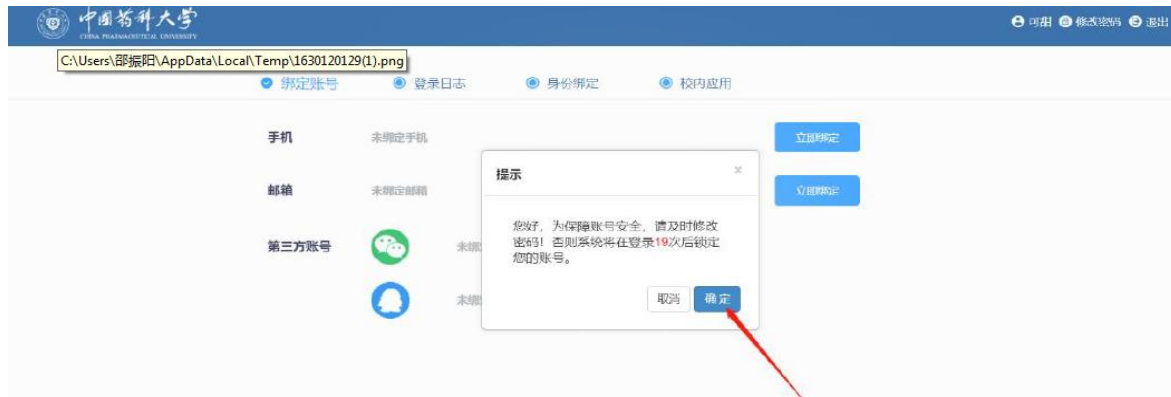 中国药科大学
CHINA PHARMACEUTICAL UNIVERSITY
修改密码 退出
C:\Users\邵振阳\AppData\Local\Temp\1630120129(1).png
绑定账号 登录日志 身份绑定 校内应用
手机 未绑定手机 立即绑定
提示 ×
邮箱 未绑定邮箱 立即绑定
您好，为保障账号安全，请及时修改
密码！否则系统将在登录19次后锁定
您的账号。
第三方账号 未绑
取消 确定
未绑